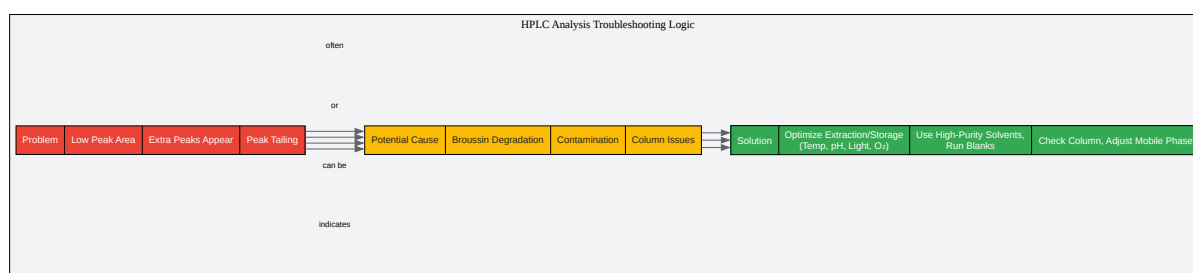 HPLC Analysis Troubleshooting Logic
often
or
Problem
Low Peak Area
Extra Peaks Appear
Peak Tailing
Potential Cause
Broussin Degradation
Contamination
Column Issues
Solution
Optimize Extraction/Storage
(Temp, pH, Light, O₂)
Use High-Purity Solvents,
Run Blanks
Check Column, Adjust Mobile Phase
can be
indicates